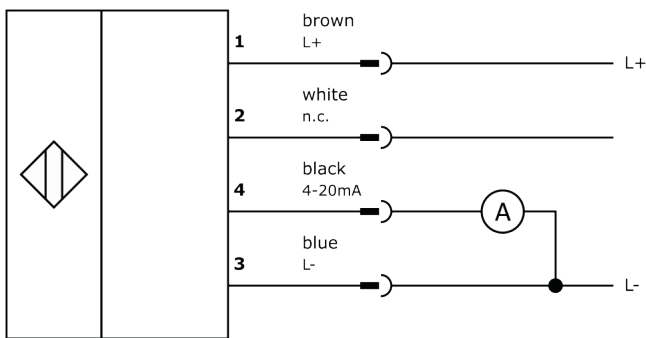 brown
1 L+
L+
white
2 n.c.
black
4 4-20mA
A
blue
3 L-
L-